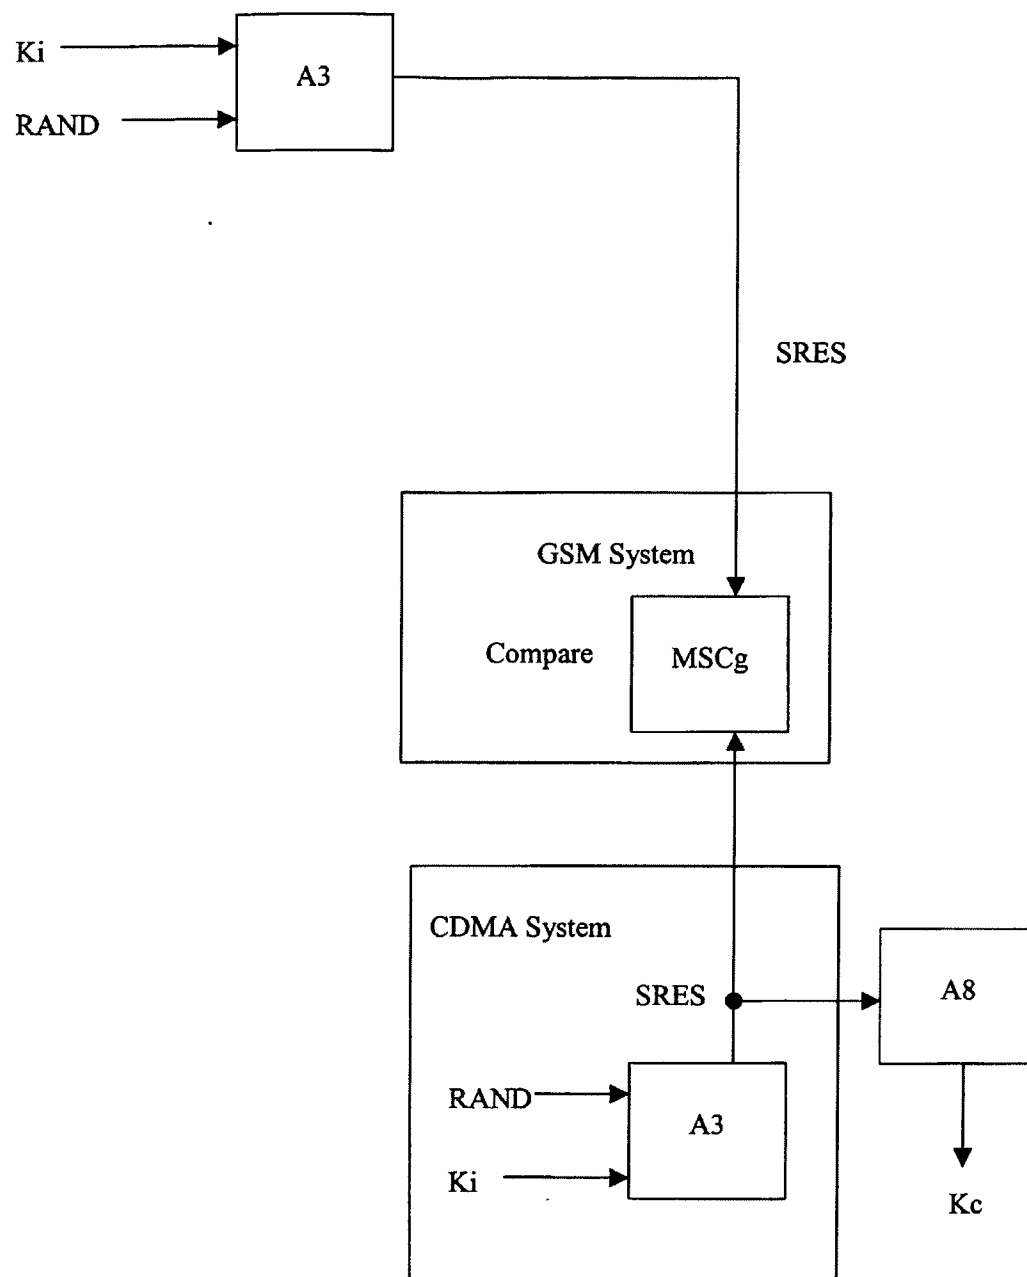 Ki
A3
RAND
SRES
GSM System
Compare
MSCg
CDMA System
SRES
A8
RAND
A3
Ki
Kc